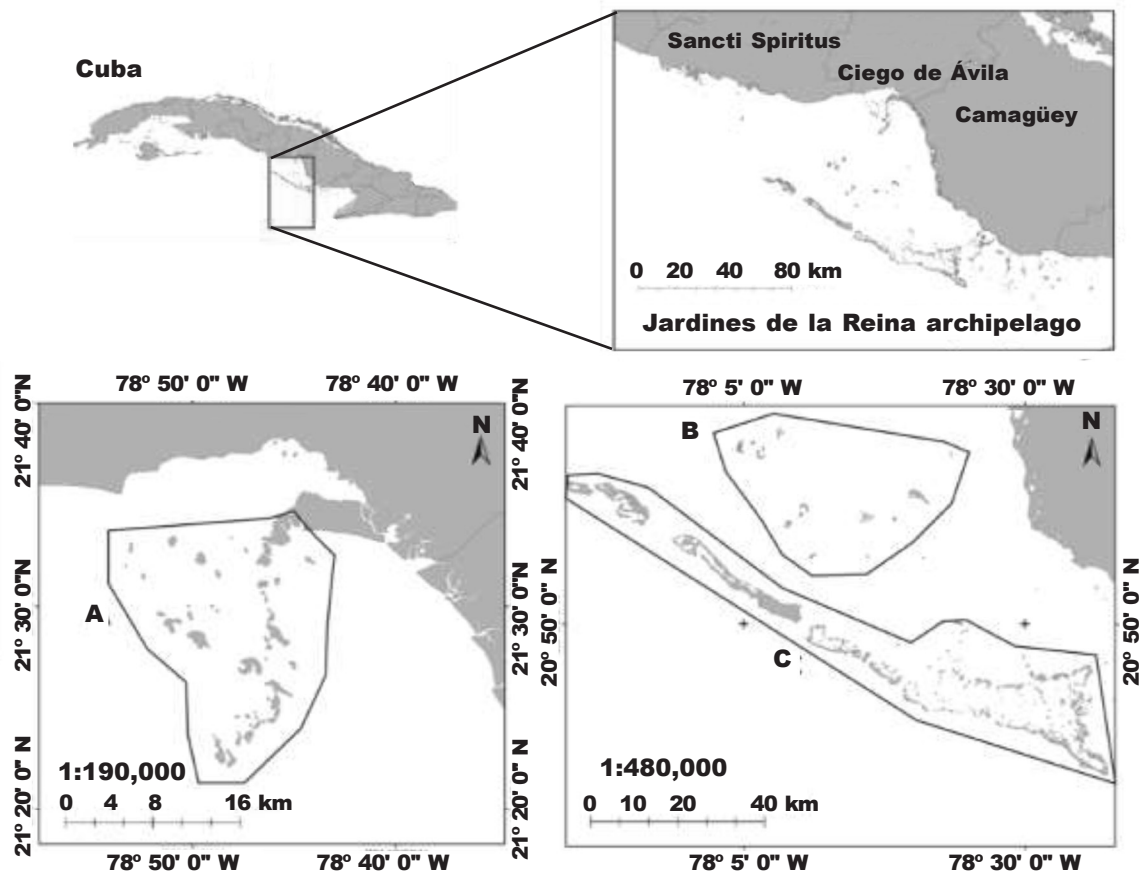 Cuba
Sancti Spiritus
Ciego de Ávila
Camagüey
0 20 40 80 km
Jardines de la Reina archipelago
78º 50' 0" W 78º 40' 0" W
21º 40' 0"N
21º 30' 0"N
21º 20' 0" N
N
A
1:190,000
0 4 8 16 km
21º 40' 0"N
21º 30' 0"N
21º 20' 0" N
78º 50' 0" W 78º 40' 0" W
78º 5' 0" W 78º 30' 0" W
20º 50' 0" N
B
N
C
1:480,000
0 10 20 40 km
20º 50' 0" N
78º 5' 0" W 78º 30' 0" W